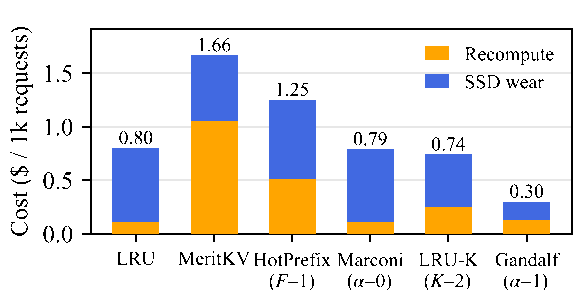 Cost ($ / 1k requests)
1.5
1.0
0.5
0.0
0.80
1.66
1.25
0.79
0.74
0.30
Recompute
SSD wear
LRU
MeritKV
HotPrefix
(F–1)
Marconi
(α–0)
LRU-K
(K–2)
Gandalf
(α–1)